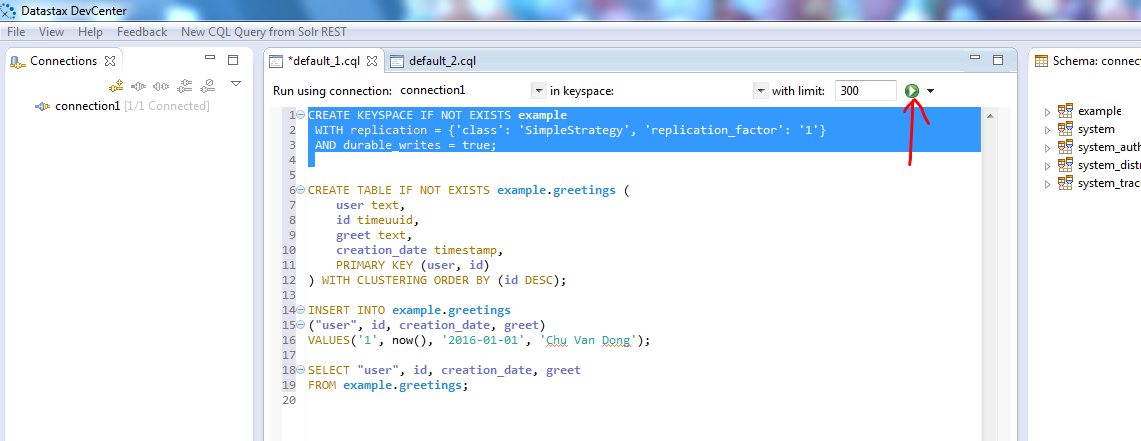 Datastax DevCenter
File View Help Feedback New CQL Query from Solr REST
Connections
connection1 [1/1 Connected]
*default_1.cql default_2.cql
Run using connection: connection1 in keyspace: with limit: 300
1 CREATE KEYSPACE IF NOT EXISTS example
2 WITH replication = {'class': 'SimpleStrategy', 'replication_factor': '1'}
3 AND durable_writes = true;
4
5
6 CREATE TABLE IF NOT EXISTS example.greetings (
7 user text,
8 id timeuuid,
9 greet text,
10 creation_date timestamp,
11 PRIMARY KEY (user, id)
12 ) WITH CLUSTERING ORDER BY (id DESC);
13
14 INSERT INTO example.greetings
15 ("user", id, creation_date, greet)
16 VALUES('1', now(), '2016-01-01', 'Chu Van Dong');
17
18 SELECT "user", id, creation_date, greet
19 FROM example.greetings;
20
Schema: connec
example
system
system_auth
system_distr
system_trac